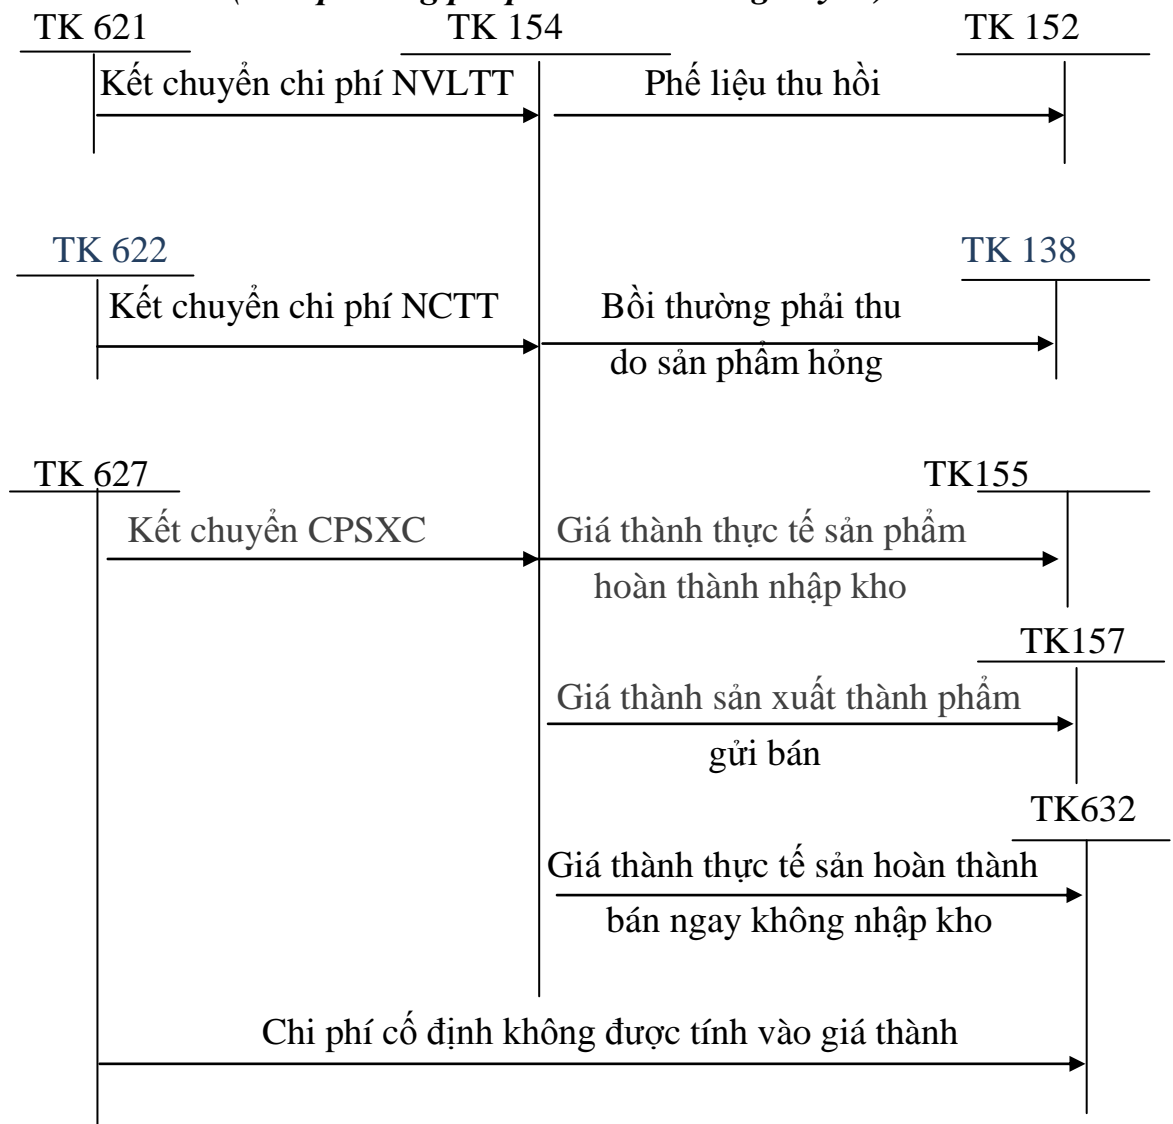 TK 621 TK 154 TK 152
Kết chuyển chi phí NVLTT Phế liệu thu hồi
TK 622 TK 138
Kết chuyển chi phí NCTT Bồi thường phải thu
do sản phẩm hỏng
TK 627 TK155
Kết chuyển CPSXC Giá thành thực tế sản phẩm
hoàn thành nhập kho
TK157
Giá thành sản xuất thành phẩm
gửi bán
TK632
Giá thành thực tế sản hoàn thành
bán ngay không nhập kho
Chi phí cố định không được tính vào giá thành